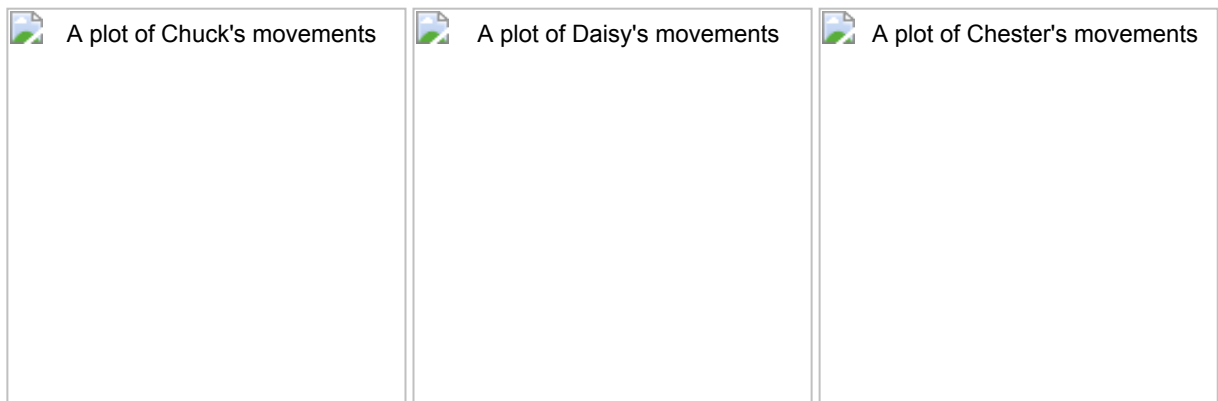 A plot of Chuck's movements
A plot of Daisy's movements
A plot of Chester's movements